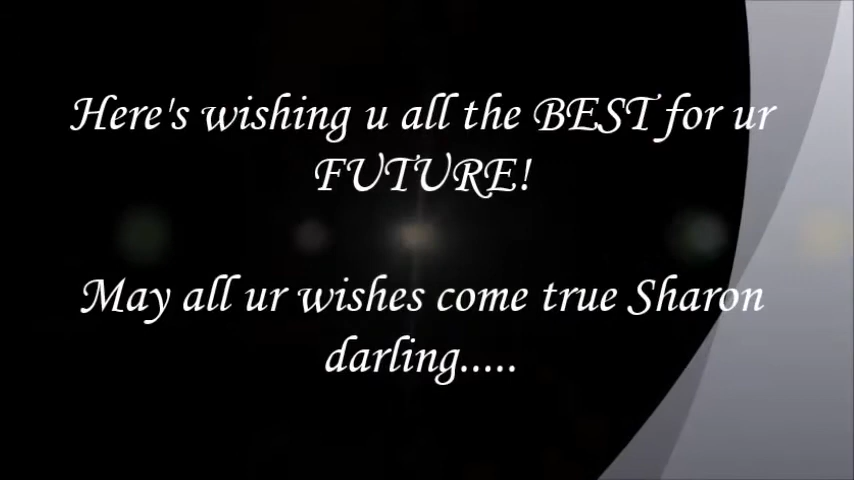 Here's wishing u all the BEST for ur
FUTURE!
May all ur wishes come true Sharon
darling.....